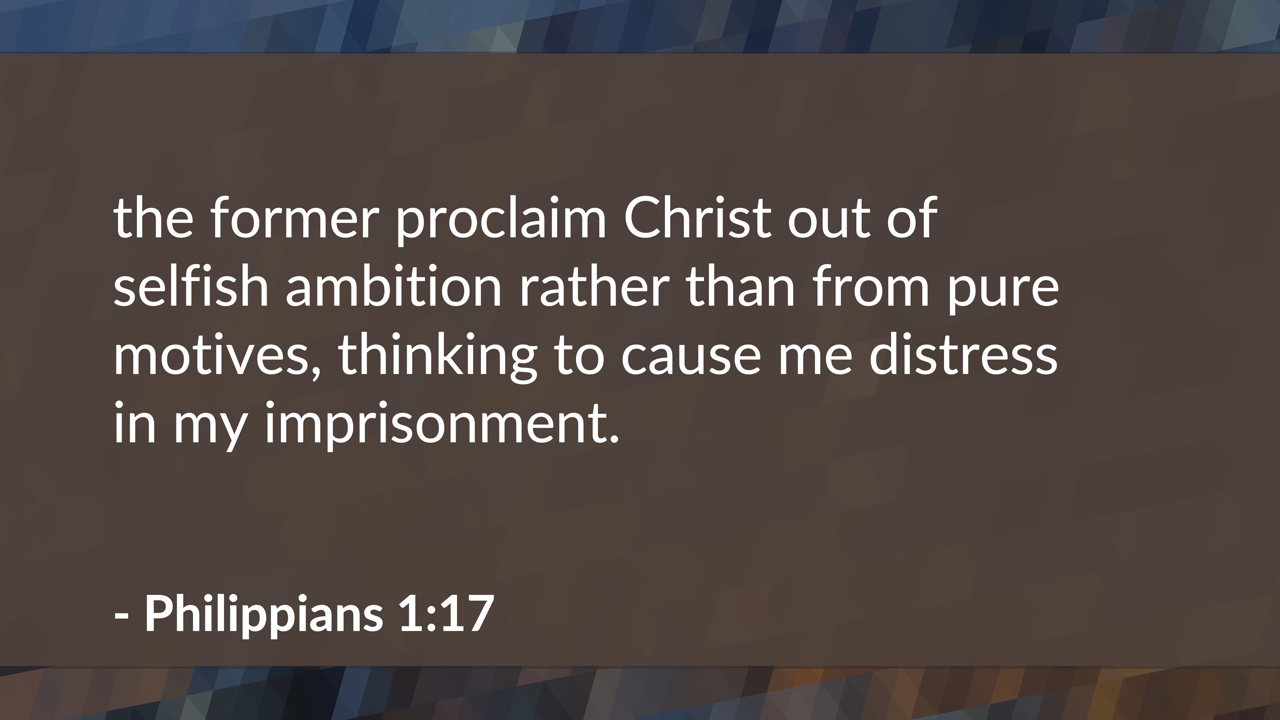 the former proclaim Christ out of
selfish ambition rather than from pure
motives, thinking to cause me distress
in my imprisonment.
- Philippians 1:17